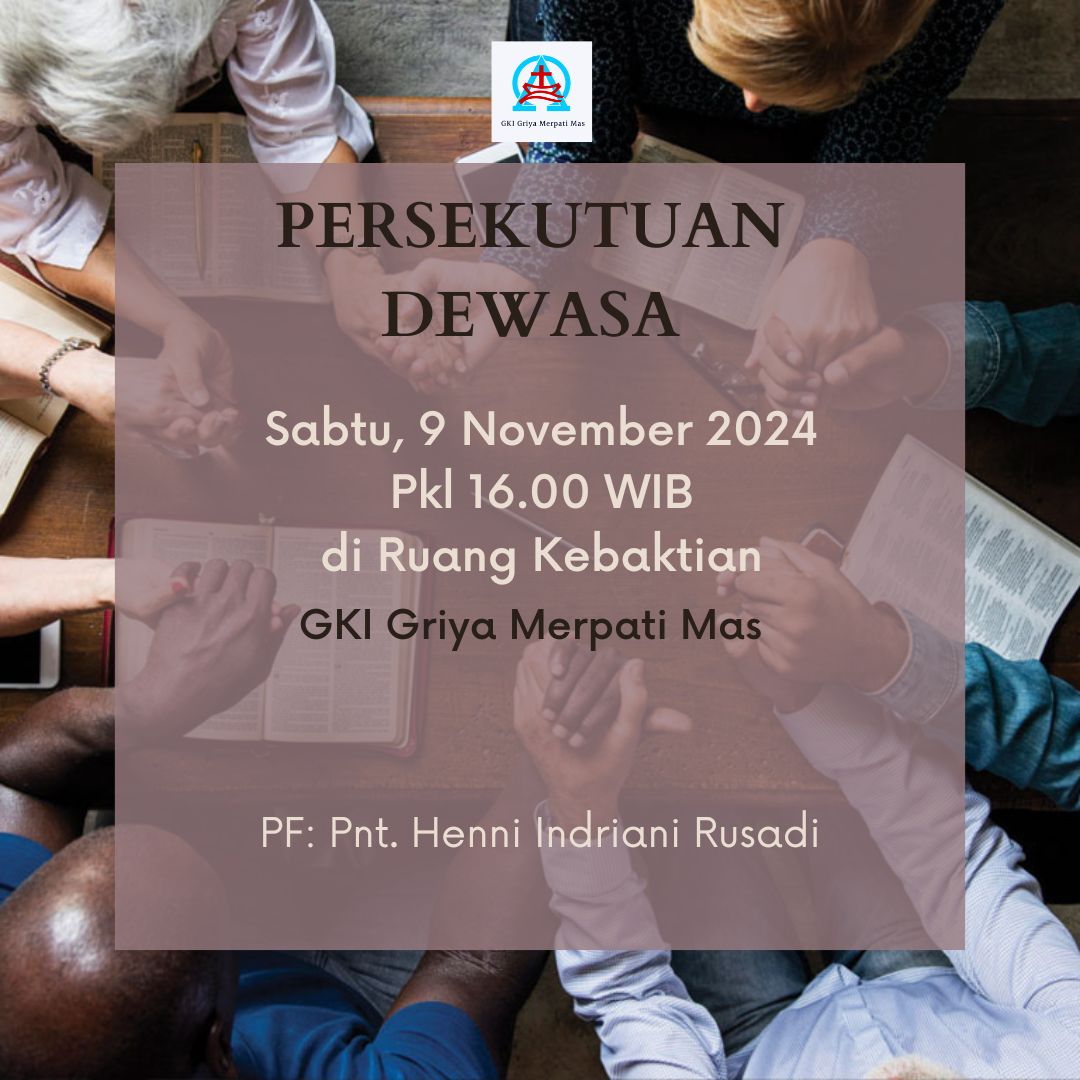 GKI Griya Merpati Mas
PERSEKUTUAN
DEWASA
Sabtu, 9 November 2024
Pkl 16.00 WIB
di Ruang Kebaktian
GKI Griya Merpati Mas
PF: Pnt. Henni Indriani Rusadi